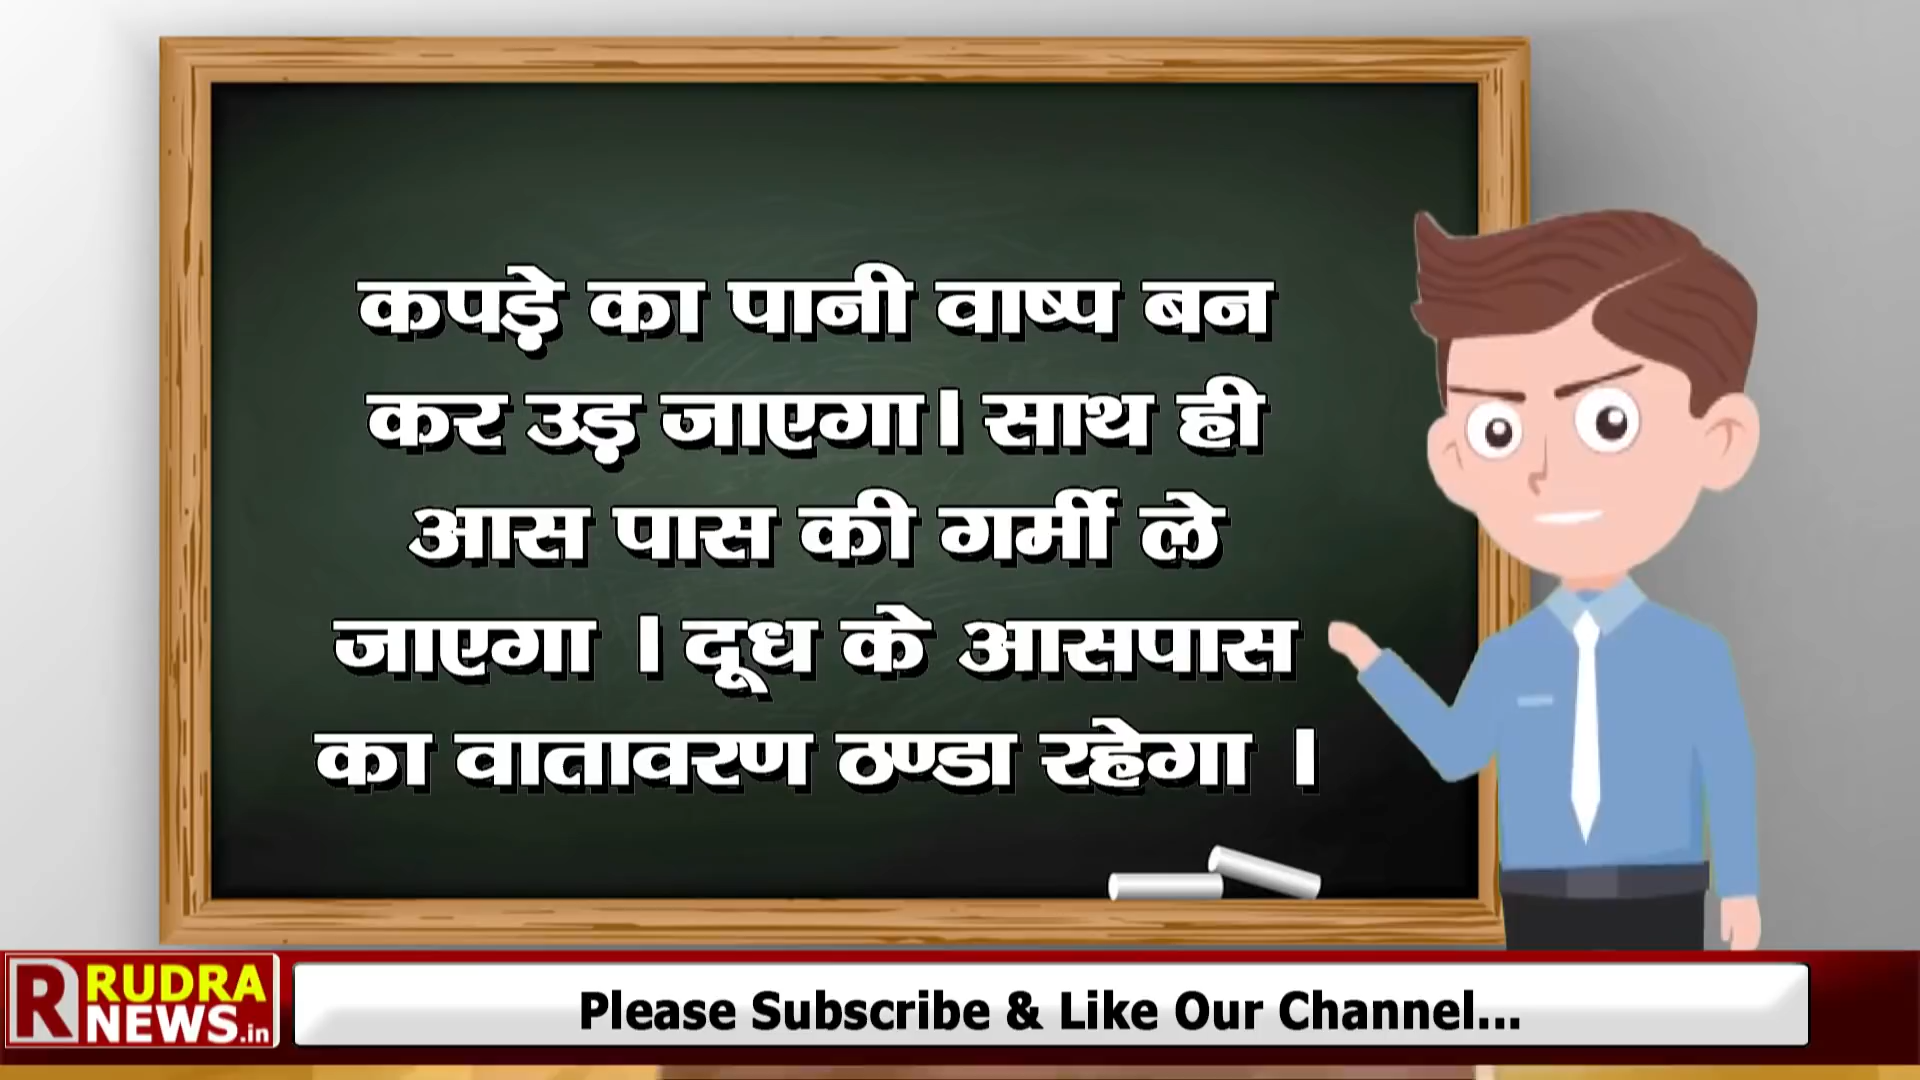 कपड़े का पानी वाष्प बन
कर उड़ जाएगा। साथ ही
आस पास की गर्मी ले
जाएगा । दूध के आसपास
का वातावरण ठण्डा रहेगा ।
R RUDRA
NEWS.in
Please Subscribe & Like Our Channel...